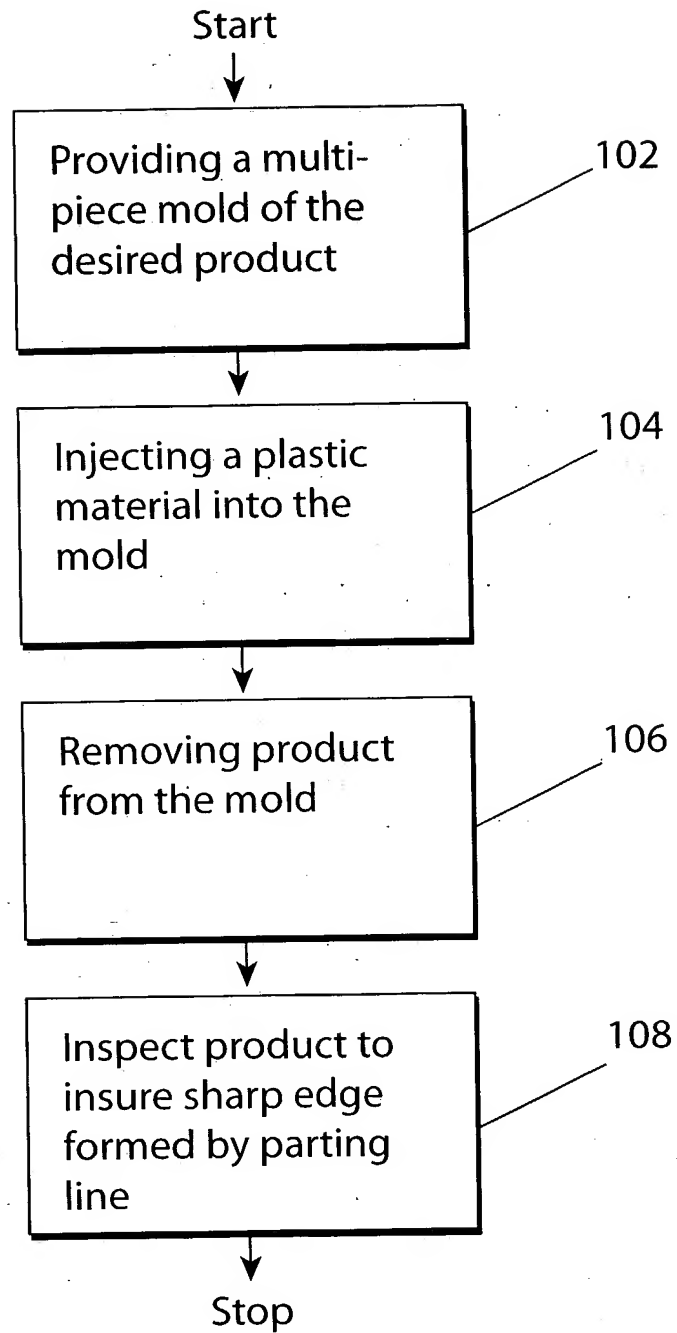 Start
Providing a multi-
piece mold of the
desired product
102
Injecting a plastic
material into the
mold
104
Removing product
from the mold
106
Inspect product to
insure sharp edge
formed by parting
line
108
Stop